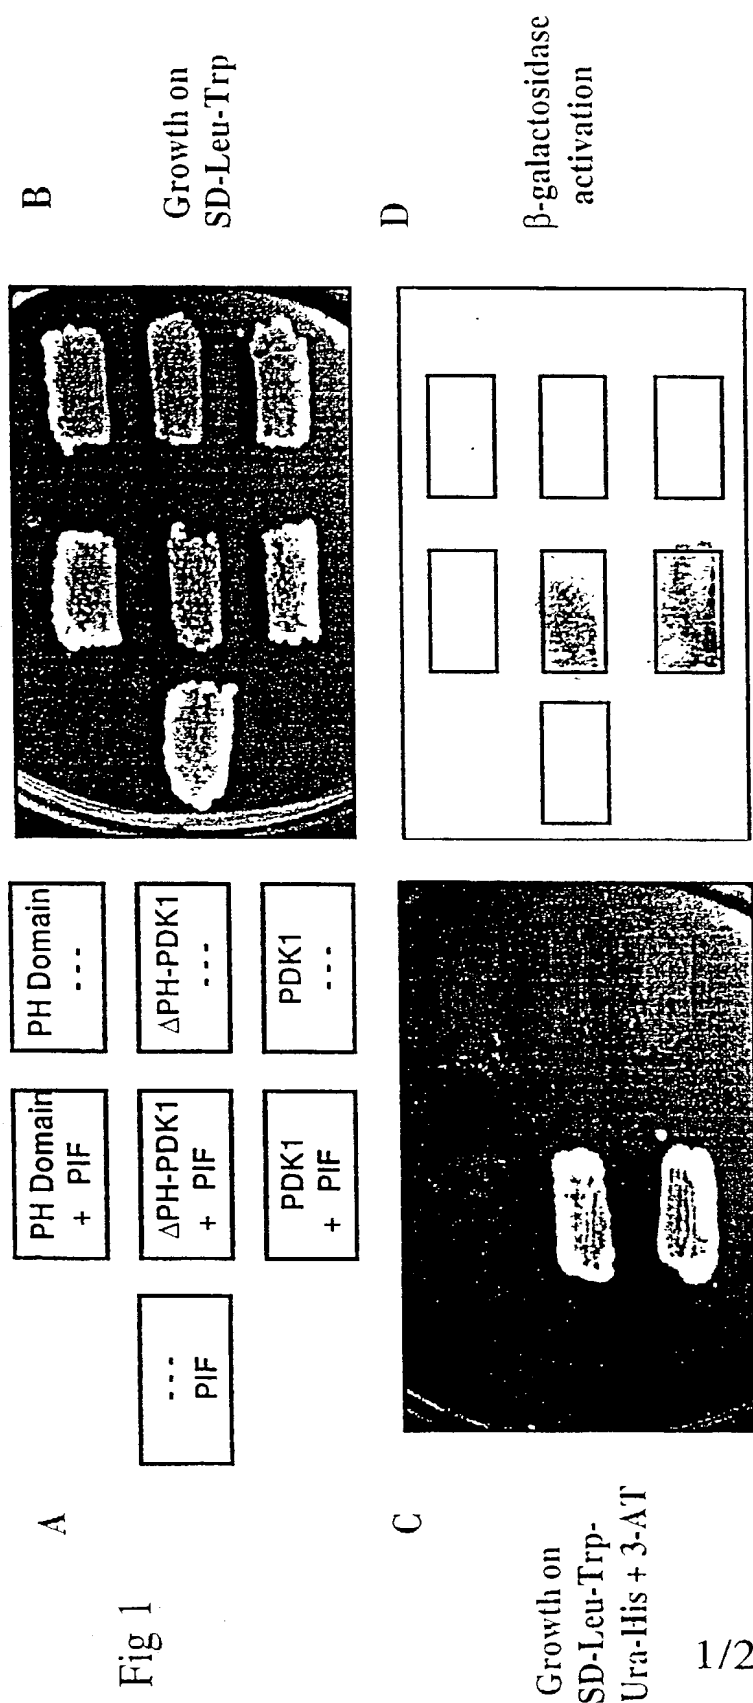 Fig 1
A
---
PIF
PH Domain
+ PIF
PH Domain
---
ΔPH-PDK1
+ PIF
ΔPH-PDK1
---
PDK1
+ PIF
PDK1
---
B
Growth on
SD-Leu-Trp
C
Growth on
SD-Leu-Trp-
Ura-His + 3-AT
D
β-galactosidase
activation
1/2